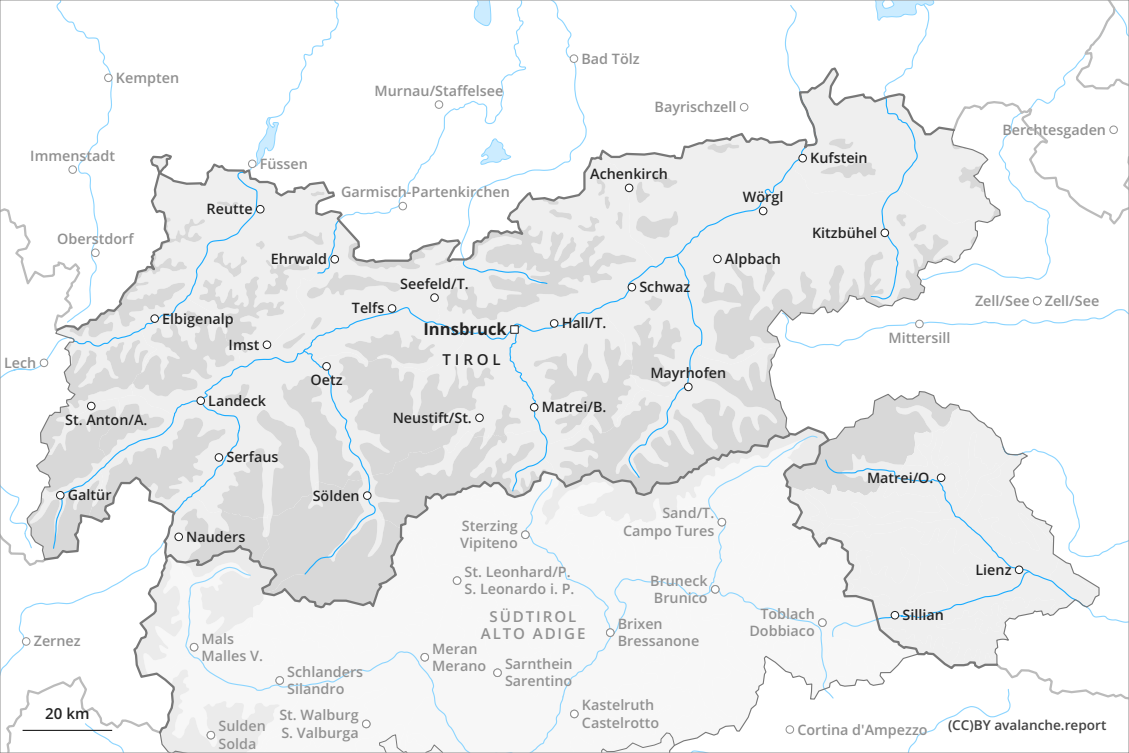 Kempten
Bad Tölz
Murnau/Staffelsee
Bayrischzell
Berchtesgaden
Immenstadt
Füssen
Kufstein
Achenkirch
Garmisch-Partenkirchen
Wörgl
Reutte
Kitzbühel
Oberstdorf
Ehrwald
Alpbach
Seefeld/T.
Schwaz
Zell/See
Zell/See
Telfs
Elbigenalp
Innsbruck
Hall/T.
Mittersill
Imst
TIROL
Lech
Oetz
Mayrhofen
Landeck
Matrei/B.
St. Anton/A.
Neustift/St.
Serfaus
Matrei/O.
Galtür
Sölden
Sand/T.
Campo Tures
Sterzing
Vipiteno
Nauders
St. Leonhard/P.
S. Leonardo i. P.
Lienz
Bruneck
Brunico
SÜDTIROL
ALTO ADIGE
Toblach
Dobbiaco
Sillian
Brixen
Bressanone
Zernez
Mals
Malles V.
Meran
Merano
Sarnthein
Sarentino
Schlanders
Silandro
Kastelruth
Castelrotto
St. Walburg
S. Valburga
20 km
Sulden
Solda
Cortina d'Ampezzo
(CC)BY avalanche.report